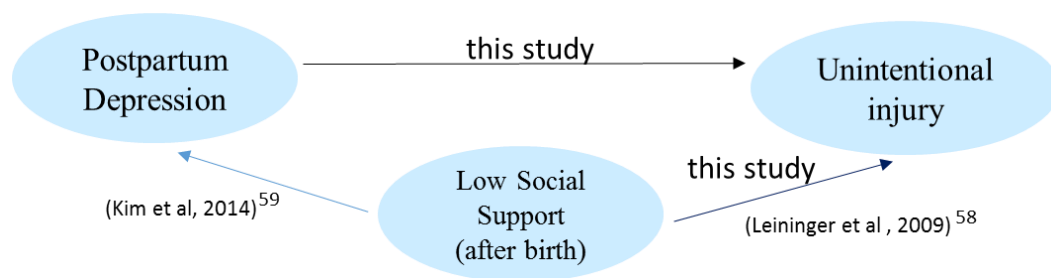 this study
Postpartum
Depression
Unintentional
injury
this study
Low Social
Support
(after birth)
(Kim et al, 2014)59
(Leininger et al , 2009) 58